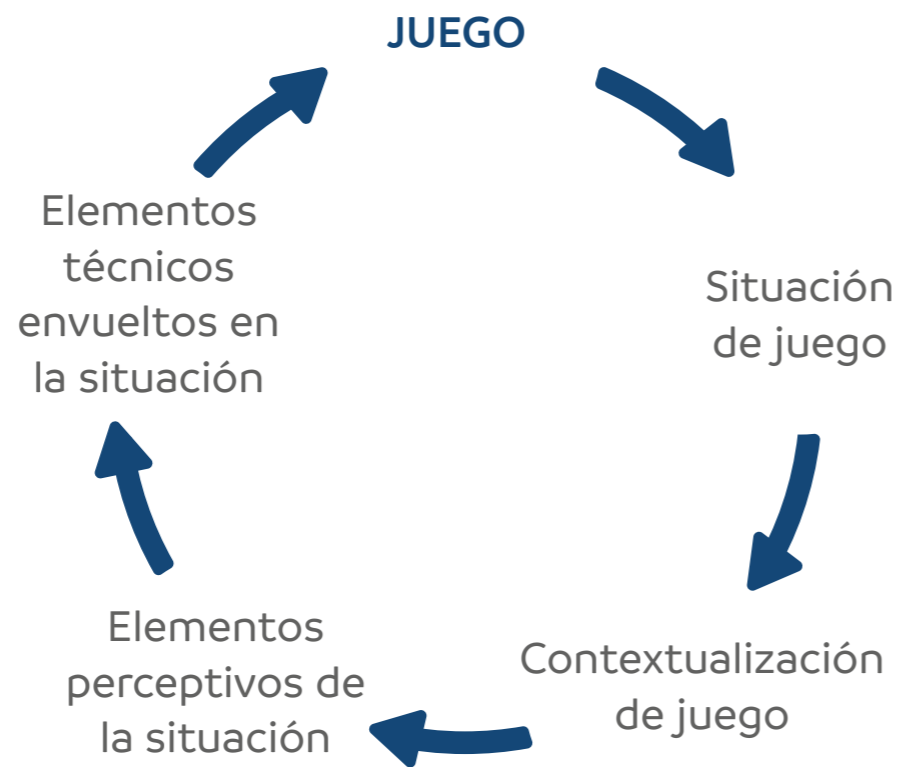 JUEGO
Situación
de juego
Contextualización
de juego
Elementos
perceptivos de
la situación
Elementos
técnicos
envueltos en
la situación